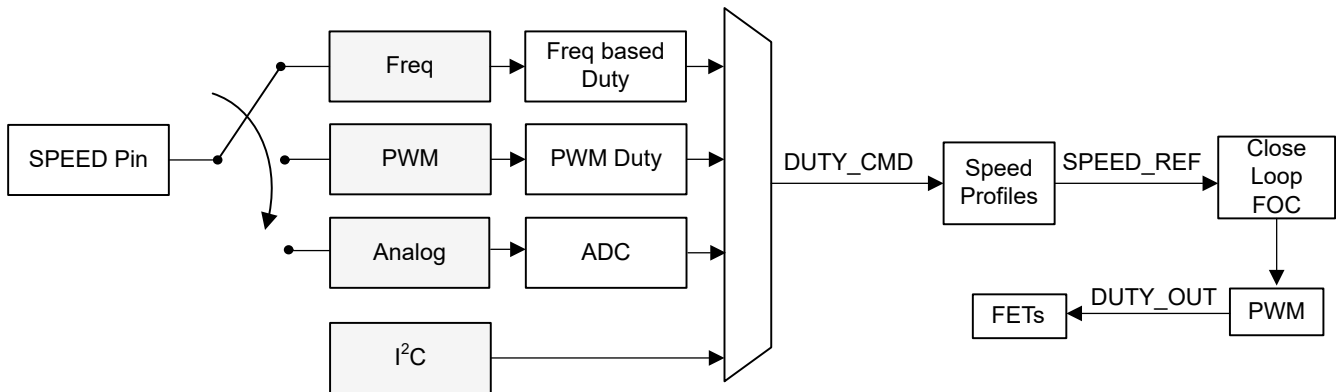 Freq
Freq based
Duty
SPEED Pin
PWM
PWM Duty
DUTY_CMD
Speed
Profiles
SPEED_REF
Close
Loop
FOC
Analog
ADC
I²C
DUTY_OUT
FETs
PWM